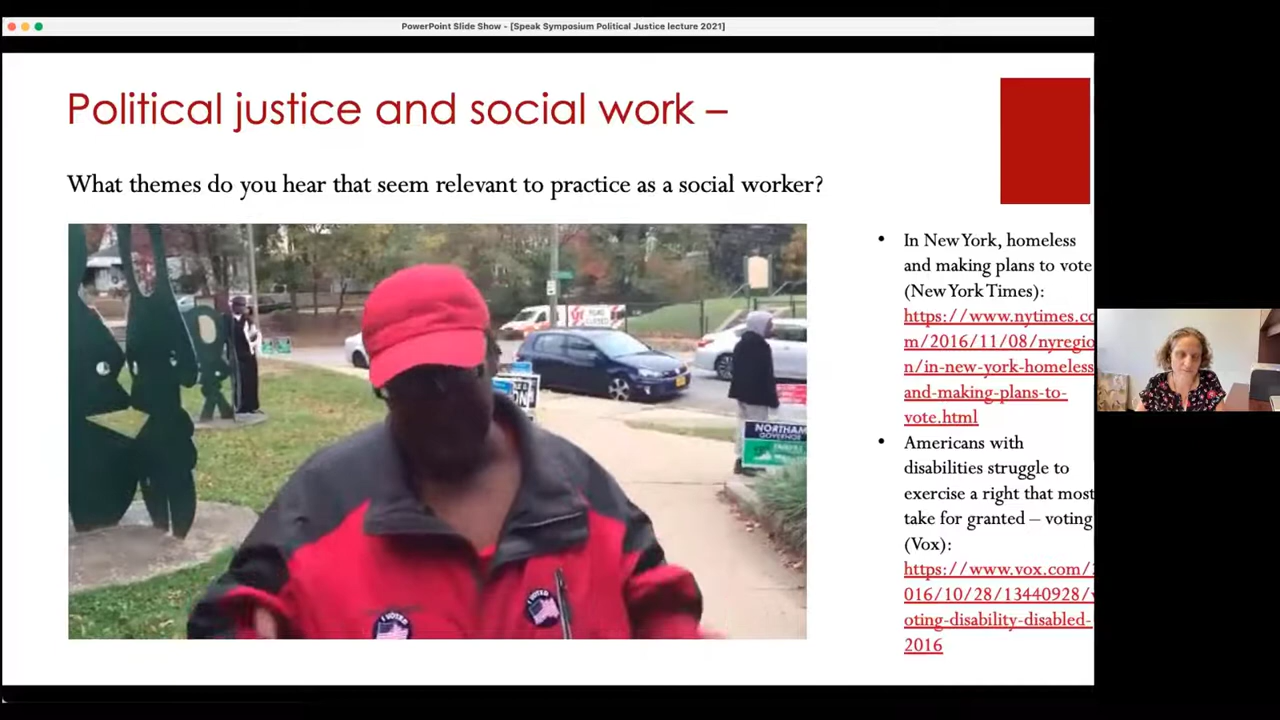 PowerPoint Slide Show - [Speak Symposium Political Justice lecture 2021]
Political justice and social work –
What themes do you hear that seem relevant to practice as a social worker?
• In New York, homeless
and making plans to vote
(New York Times):
https://www.nytimes.co
m/2016/11/08/nyregio
n/in-new-york-homeless
and-making-plans-to-
vote.html
• Americans with
disabilities struggle to
exercise a right that most
take for granted – voting
(Vox):
https://www.vox.com/
016/10/28/13440928/v
oting-disability-disabled-
2016
NORTHAM
GOVERNOR
I VOTED
I VOTED